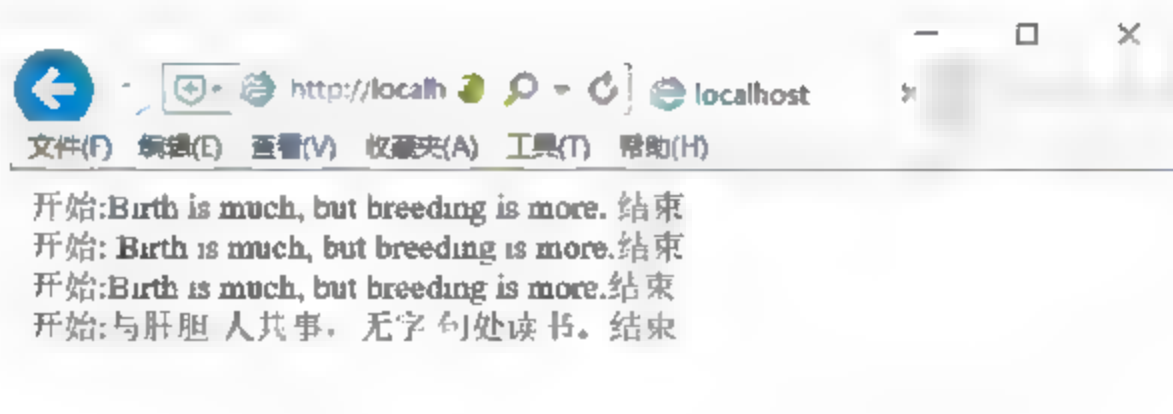 http://localh localhost
文件(F) 编辑(E) 查看(V) 收藏夹(A) 工具(T) 帮助(H)
开始:Birth is much, but breeding is more. 结束
开始: Birth is much, but breeding is more.结束
开始:Birth is much, but breeding is more.结束
开始:与肝胆人共事，无字句处读书。结束